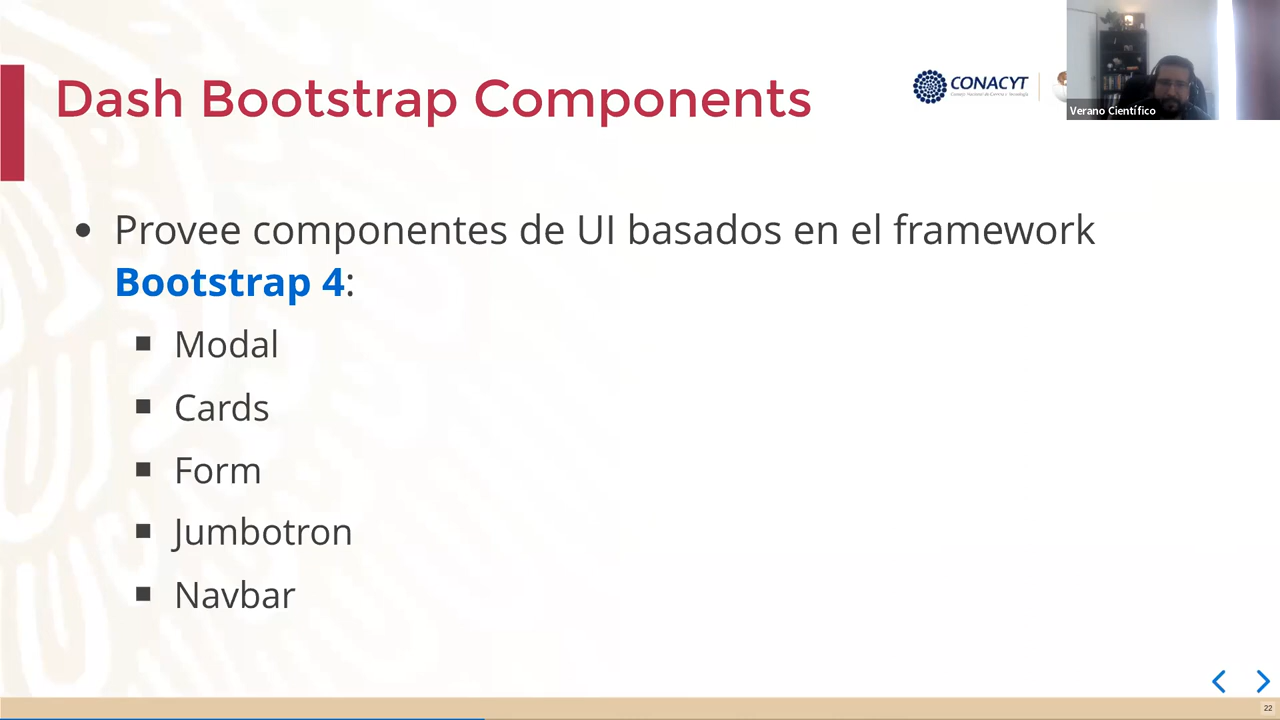 Dash Bootstrap Components
CONACYT
Verano Científico
Provee componentes de UI basados en el framework
Bootstrap 4:
Modal
Cards
Form
Jumbotron
Navbar
22